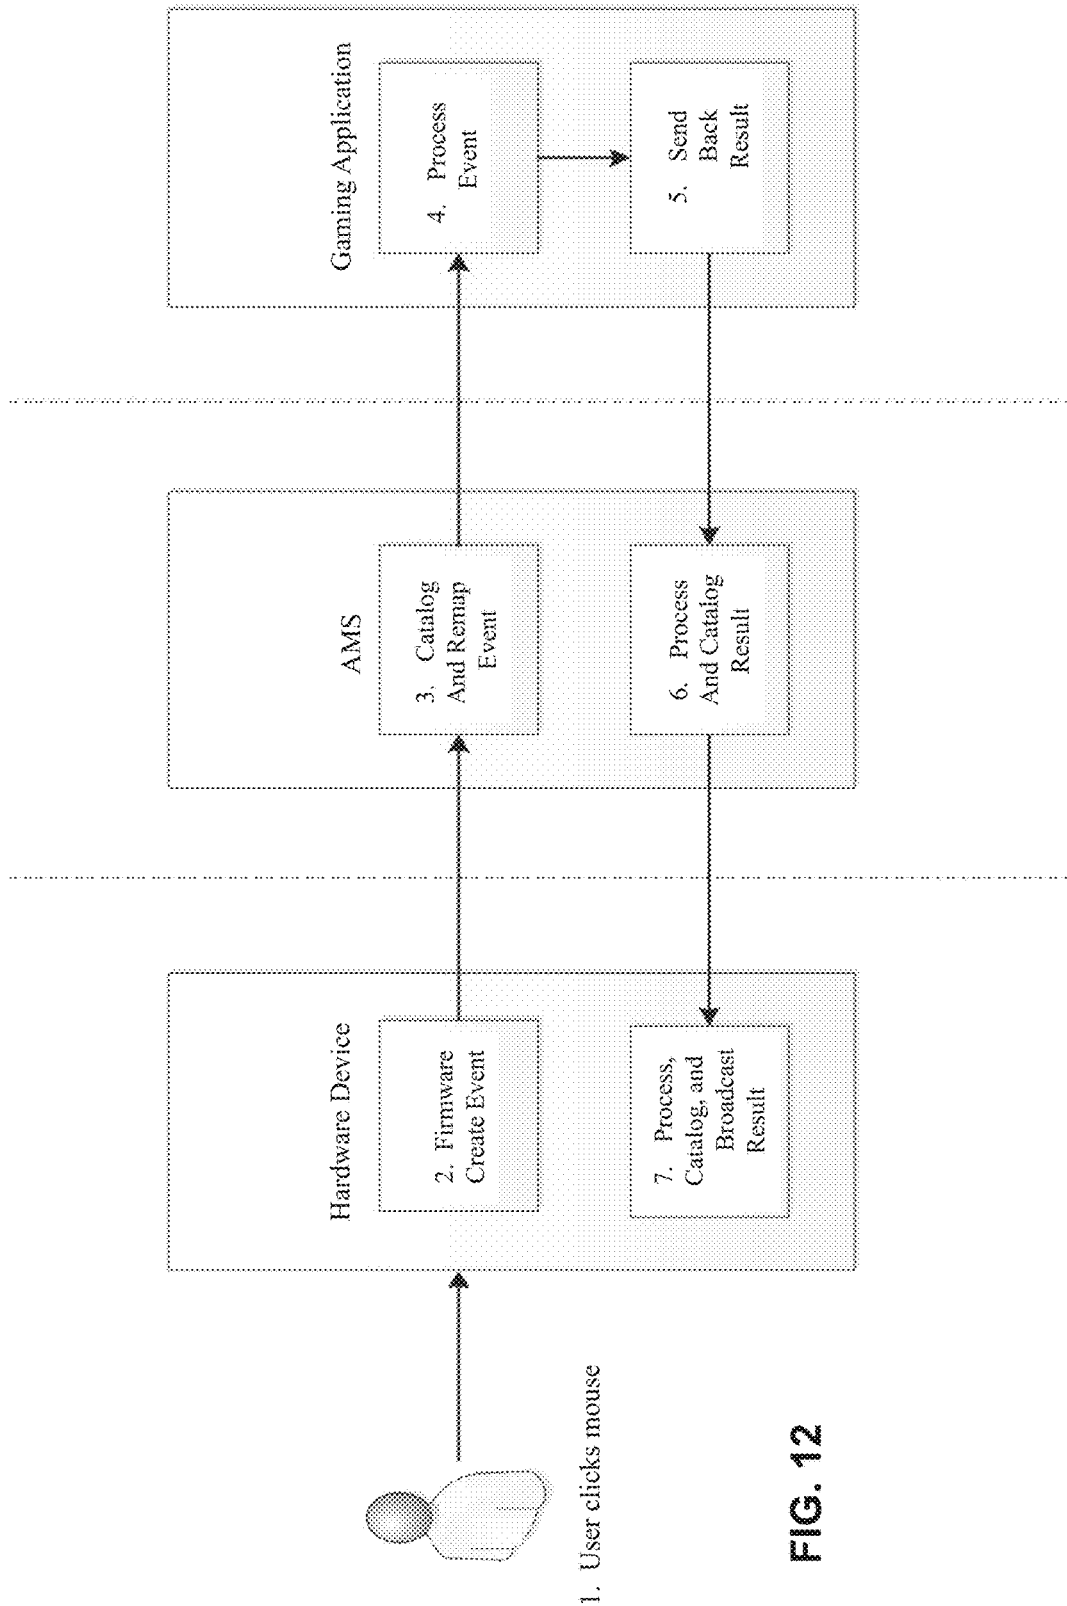 1. User clicks mouse
Hardware Device
2. Firmware
Create Event
AMS
3. Catalog
And Remap
Event
Gaming Application
4. Process
Event
5. Send
Back
Result
6. Process
And Catalog
Result
7. Process,
Catalog, and
Broadcast
Result
FIG. 12